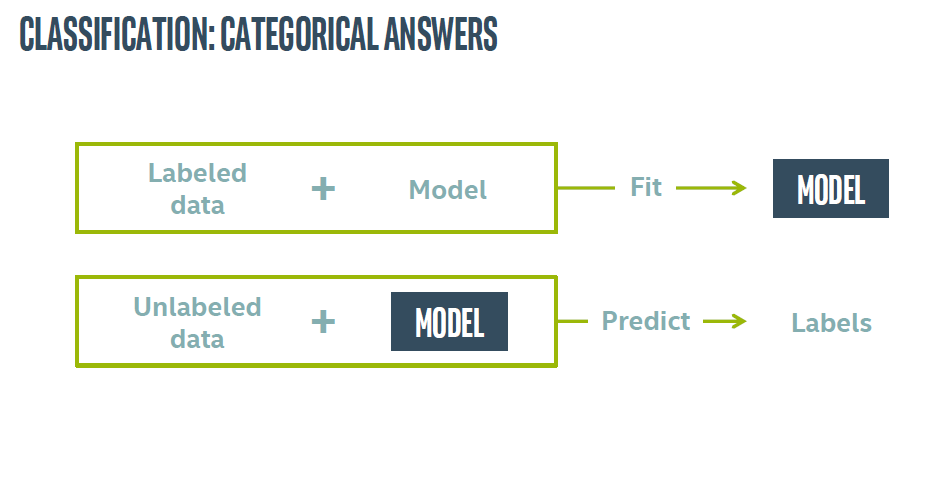 CLASSIFICATION: CATEGORICAL ANSWERS
Labeled
data
+
Model
Fit
MODEL
Unlabeled
data
+
MODEL
Predict
Labels